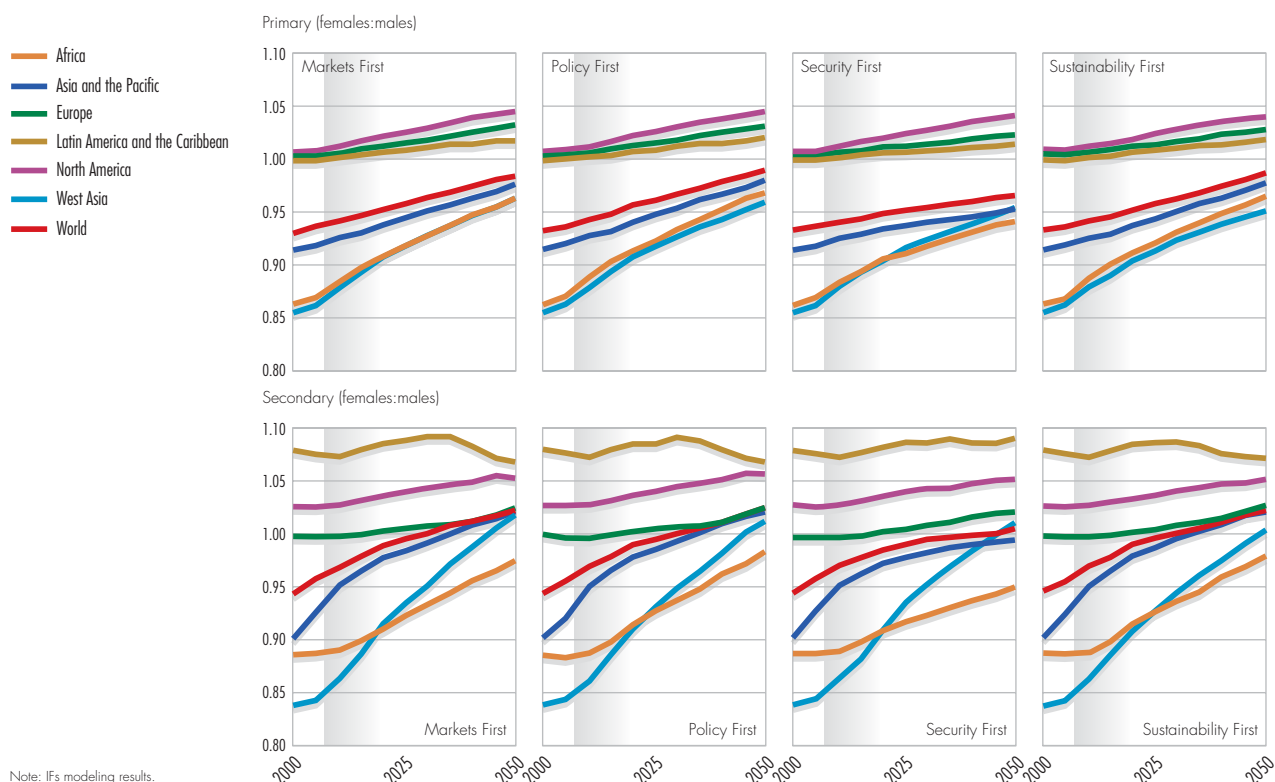 Primary (females:males)
Africa
Asia and the Pacific
Europe
Latin America and the Caribbean
North America
West Asia
World
1.10
1.05
1.00
0.95
0.90
0.85
0.80
Markets First
Policy First
Security First
Sustainability First
Secondary (females:males)
1.10
1.05
1.00
0.95
0.90
0.85
0.80
Markets First
Policy First
Security First
Sustainability First
2000
2025
2050
2000
2025
2050
2000
2025
2050
2000
2025
2050
Note: IFs modeling results.